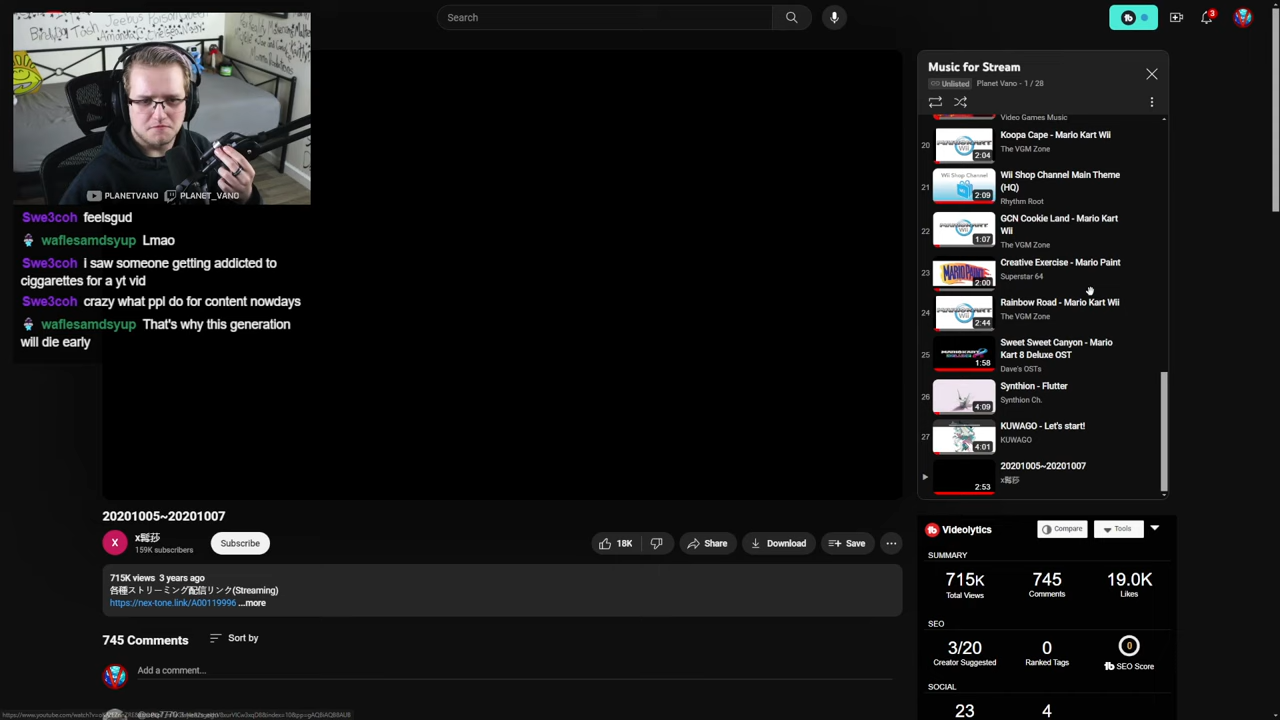 Search
3
PLANETVANO PLANET_VANO
Swe3coh feelsgud
waflesamdsyup Lmao
Swe3coh i saw someone getting addicted to
ciggarettes for a yt vid
Swe3coh crazy what ppl do for content nowdays
waflesamdsyup That's why this generation
will die early
20201005~20201007
X
159K subscribers
Subscribe
18K
Share
Download
Save
715K views 3 years ago
各種ストリーミング配信リンク(Streaming)
https://nex-tone.link/A00119996 ...more
745 Comments
Sort by
Add a comment...
Music for Stream
Unlisted Planet Vano - 1 / 28
Video Games Music
20
2:04
Koopa Cape - Mario Kart Wii
The VGM Zone
21
Wii Shop Channel
2:09
Wii Shop Channel Main Theme
(HQ)
Rhythm Root
22
1:07
GCN Cookie Land - Mario Kart
Wii
The VGM Zone
23
MARIO PAINT
2:00
Creative Exercise - Mario Paint
Superstar 64
24
2:44
Rainbow Road - Mario Kart Wii
The VGM Zone
25
1:58
Sweet Sweet Canyon - Mario
Kart 8 Deluxe OST
Dave's OSTs
26
4:09
Synthion - Flutter
Synthion Ch.
27
4:01
KUWAGO - Let's start!
KUWAGO
2:53
20201005~20201007
Videolytics
Compare
Tools
SUMMARY
715K 745 19.0K
Total Views Comments Likes
SEO
3/20 0 0
Creator Suggested Ranked Tags SEO Score
SOCIAL
23 4